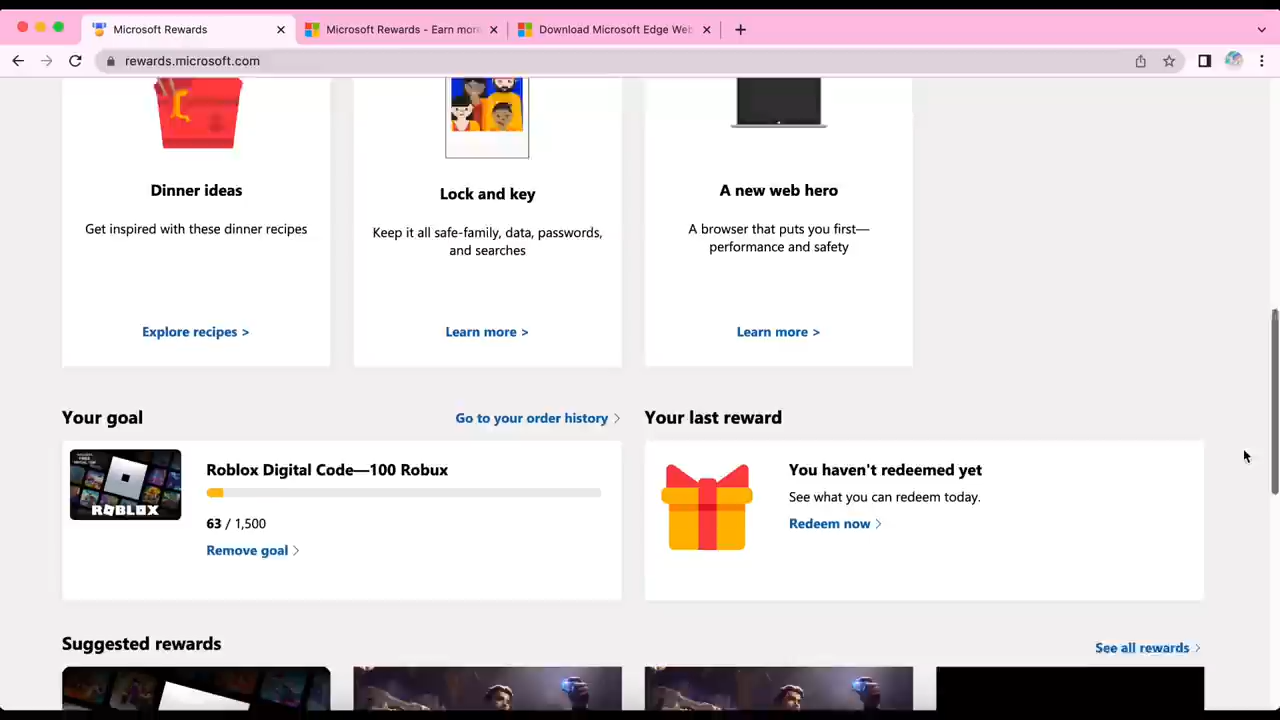 Microsoft Rewards
Microsoft Rewards - Earn more
Download Microsoft Edge Web
rewards.microsoft.com
Dinner ideas
Get inspired with these dinner recipes
Explore recipes >
Lock and key
Keep it all safe-family, data, passwords,
and searches
Learn more >
A new web hero
A browser that puts you first—
performance and safety
Learn more >
Your goal
Go to your order history
ROBLOX
Roblox Digital Code—100 Robux
63 / 1,500
Remove goal
Your last reward
You haven't redeemed yet
See what you can redeem today.
Redeem now
Suggested rewards
See all rewards